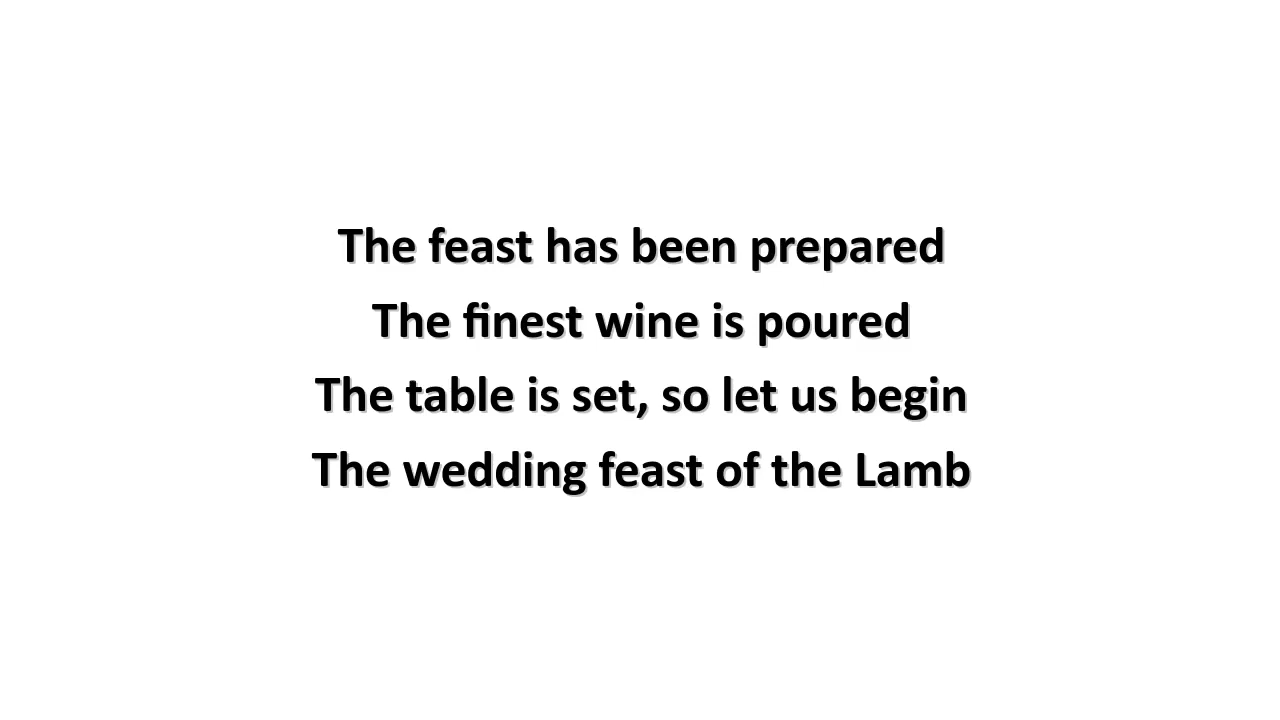 The feast has been prepared
The finest wine is poured
The table is set, so let us begin
The wedding feast of the Lamb